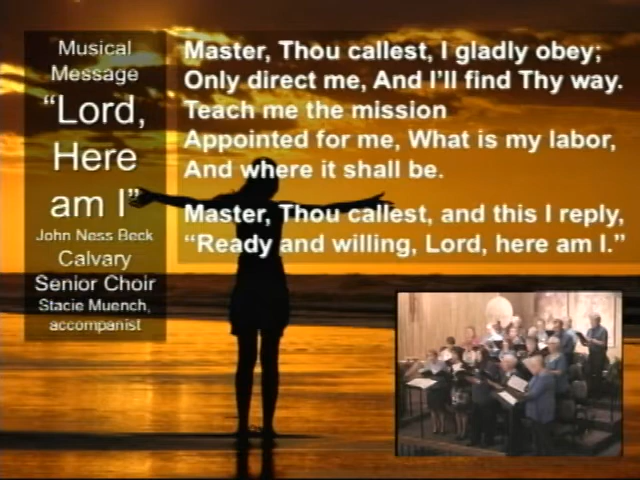 Musical
Message
“Lord,
Here
am I”
John Ness Beck
Calvary
Senior Choir
Stacie Muench,
accompanist
Master, Thou callest, I gladly obey;
Only direct me, And I’ll find Thy way.
Teach me the mission
Appointed for me, What is my labor,
And where it shall be.
Master, Thou callest, and this I reply,
“Ready and willing, Lord, here am I.”